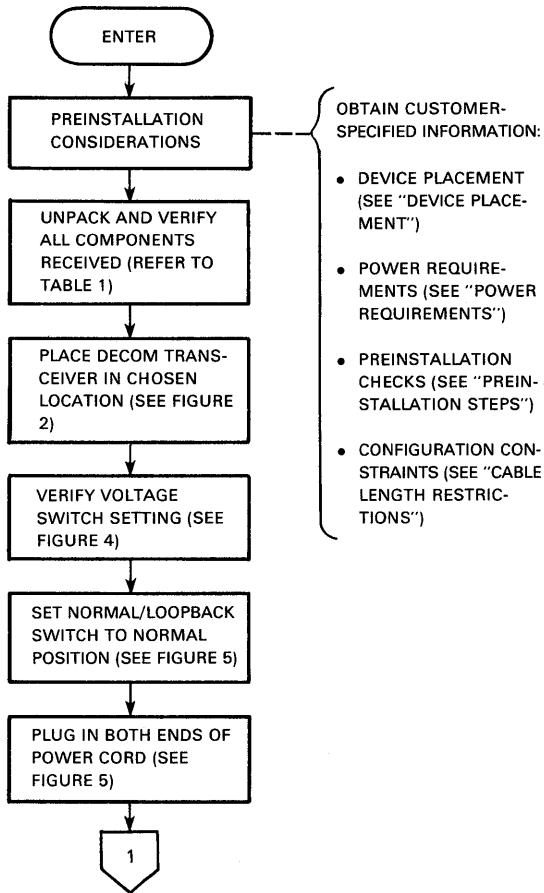 ENTER
PREINSTALLATION
CONSIDERATIONS
OBTAIN CUSTOMER-
SPECIFIED INFORMATION:
• DEVICE PLACEMENT
(SEE "DEVICE PLACE-
MENT")
• POWER REQUIRE-
MENTS (SEE "POWER
REQUIREMENTS")
• PREINSTALLATION
CHECKS (SEE "PREIN-
STALLATION STEPS")
• CONFIGURATION CON-
STRAINTS (SEE "CABLE
LENGTH RESTRIC-
TIONS")
UNPACK AND VERIFY
ALL COMPONENTS
RECEIVED (REFER TO
TABLE 1)
PLACE DECOM TRANS-
CEIVER IN CHOSEN
LOCATION (SEE FIGURE
2)
VERIFY VOLTAGE
SWITCH SETTING (SEE
FIGURE 4)
SET NORMAL/LOOPBACK
SWITCH TO NORMAL
POSITION (SEE FIGURE 5)
PLUG IN BOTH ENDS OF
POWER CORD (SEE
FIGURE 5)
1